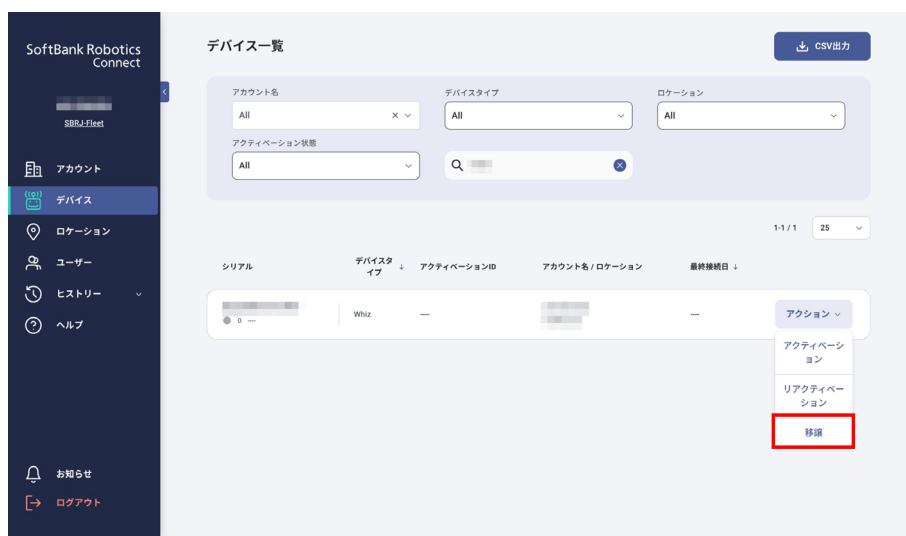 SoftBank Robotics
Connect
SBRJ-Fleet
アカウント
デバイス
ロケーション
ユーザー
ヒストリー
ヘルプ
お知らせ
ログアウト
デバイス一覧
CSV出力
アカウント名
All
デバイスタイプ
All
ロケーション
All
アクティベーション状態
All
1-1 / 1
25
シリアル
デバイスタ
イプ
アクティベーションID
アカウント名 / ロケーション
最終接続日
0 ---
Whiz
---
---
アクション
アクティベーシ
ョン
リアクティベー
ション
移譲